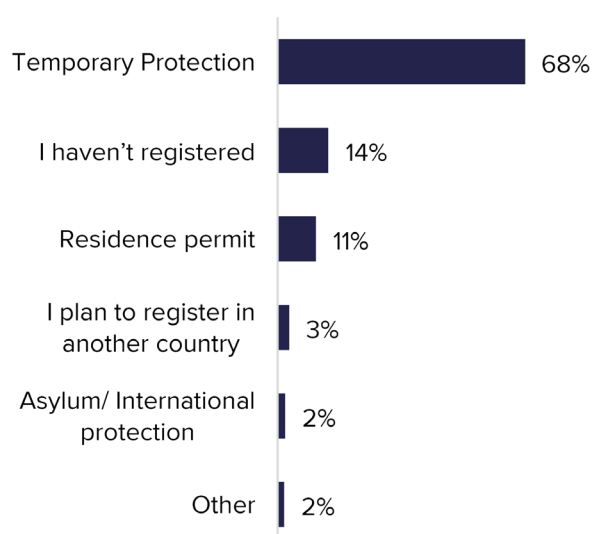 Temporary Protection 68%
I haven’t registered 14%
Residence permit 11%
I plan to register in
another country 3%
Asylum/ International
protection 2%
Other 2%